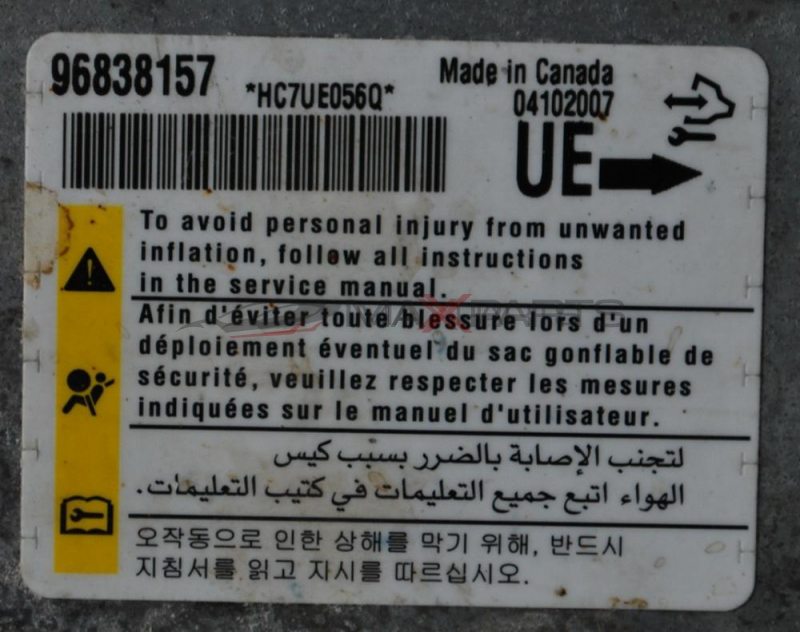 96838157
*HC7UE056Q*
Made in Canada
04102007
UE
To avoid personal injury from unwanted
inflation, follow all instructions
in the service manual.
MAXXPARTS
Afin d'éviter toute blessure lors d'un
déploiement éventuel du sac gonflable de
sécurité, veuillez respecter les mesures
indiquées sur le manuel d'utilisateur.
لتجنب الإصابة بالضرر بسبب كيس
الهواء اتبع جميع التعليمات في كتيب التعليمات.
오작동으로 인한 상해를 막기 위해, 반드시
지침서를 읽고 자시를 따르십시오.